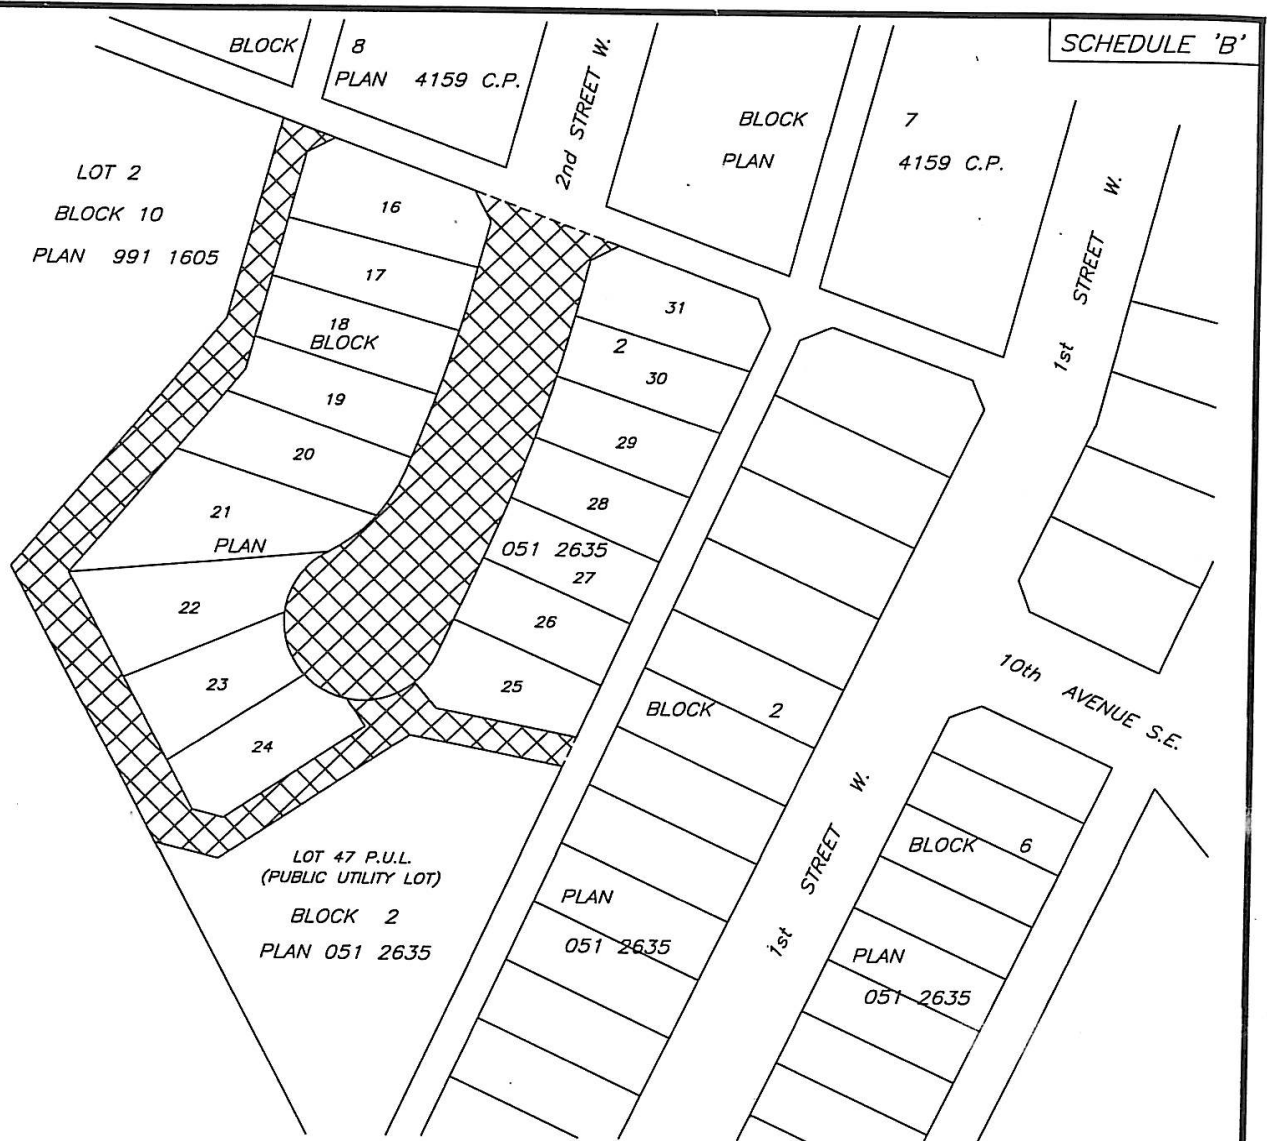 SCHEDULE 'B'
BLOCK 8
PLAN 4159 C.P.
2nd STREET W.
BLOCK 7
PLAN 4159 C.P.
1st STREET W.
LOT 2
BLOCK 10
PLAN 991 1605
16
17
18
BLOCK 2
19
20
21
PLAN 051 2635
22
23
24
31
30
29
28
27
26
25
10th AVENUE S.E.
BLOCK 2
PLAN
051 2635
1st STREET W.
BLOCK 6
PLAN
051 2635
LOT 47 P.U.L.
(PUBLIC UTILITY LOT)
BLOCK 2
PLAN 051 2635